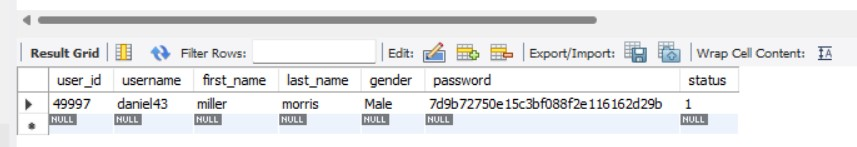 Result Grid Filter Rows: Edit: Export/Import: Wrap Cell Content: IA
user_id username first_name last_name gender password status
49997 daniel43 miller morris Male 7d9b72750e15c3bf088f2e116162d29b 1
NULL NULL NULL NULL NULL NULL NULL